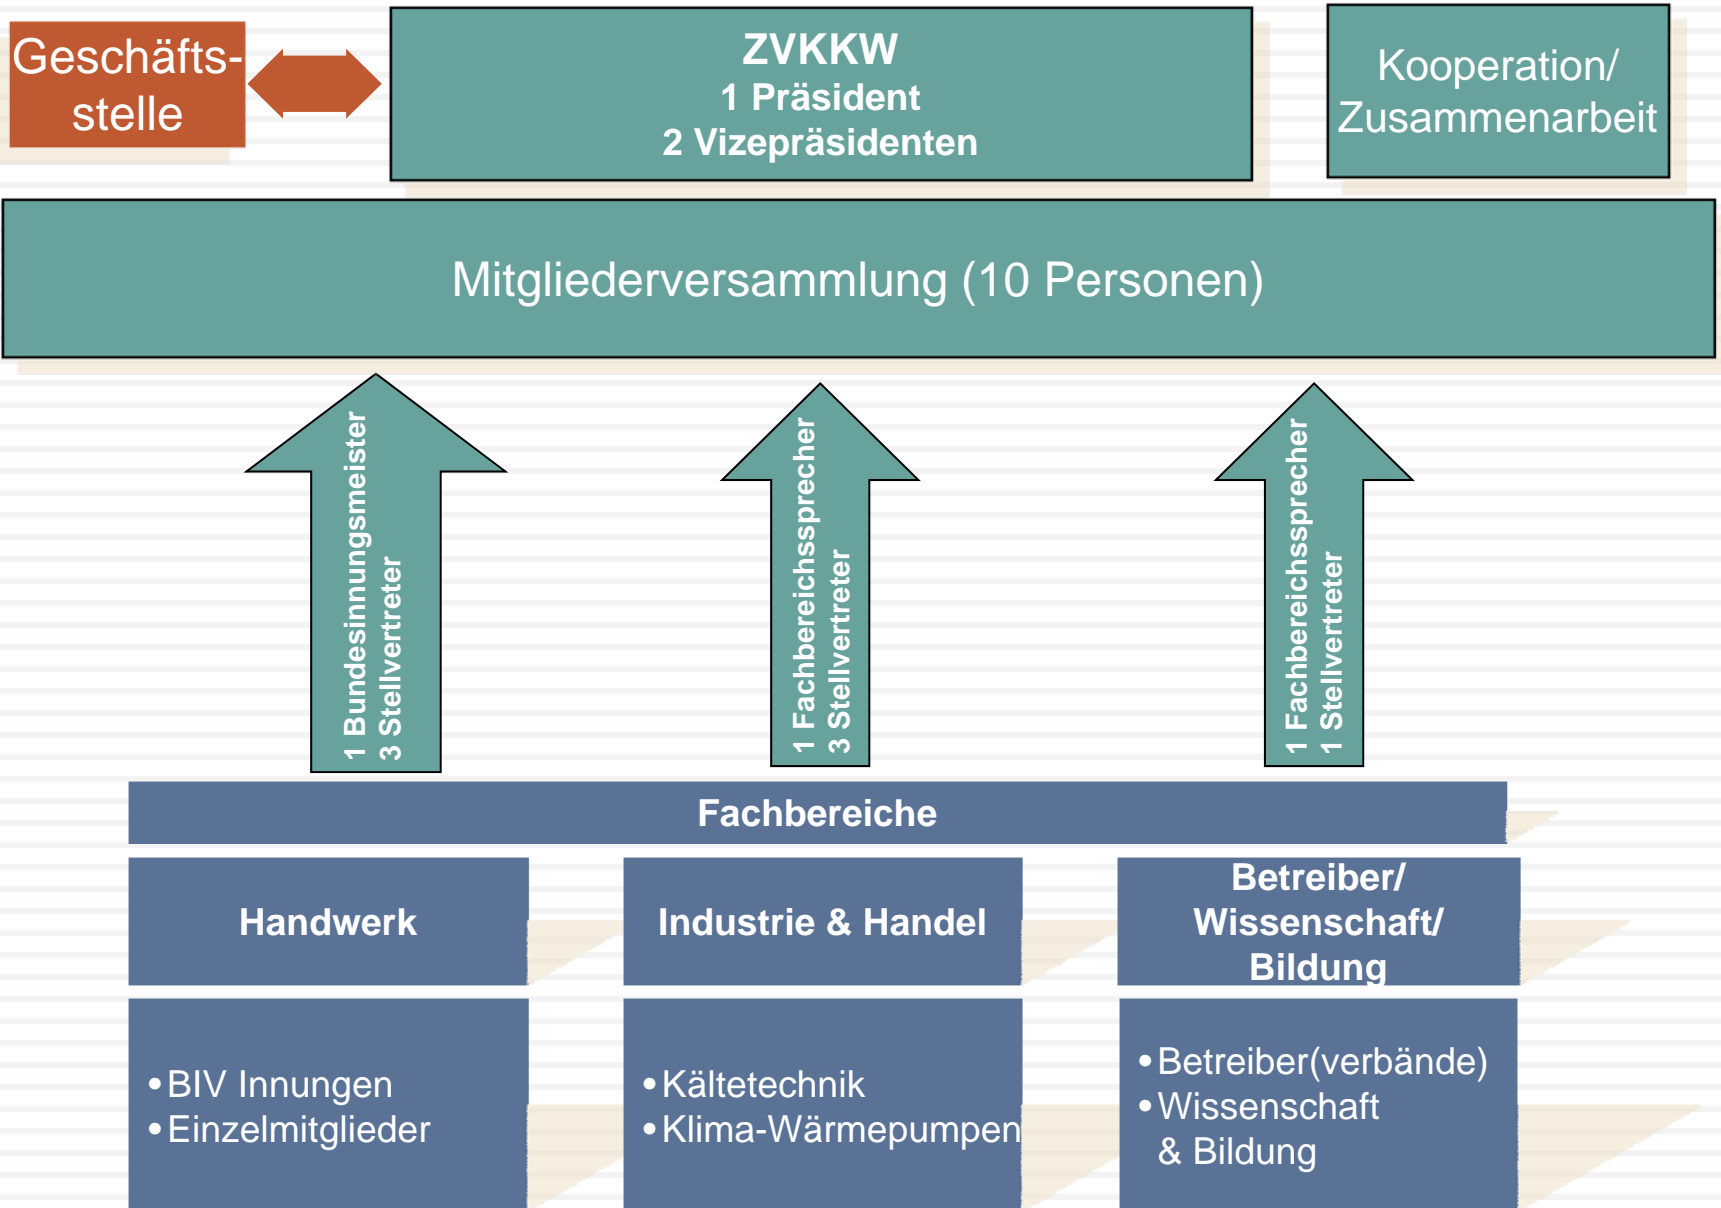 Geschäfts-
stelle
ZVKKW
1 Präsident
2 Vizepräsidenten
Kooperation/
Zusammenarbeit
Mitgliederversammlung (10 Personen)
1 Bundesinnungsmeister
3 Stellvertreter
1 Fachbereichssprecher
3 Stellvertreter
1 Fachbereichssprecher
1 Stellvertreter
Fachbereiche
Handwerk
Industrie & Handel
Betreiber/
Wissenschaft/
Bildung
•BIV Innungen
•Einzelmitglieder
•Kältetechnik
•Klima-Wärmepumpen
•Betreiber(verbände)
•Wissenschaft
& Bildung